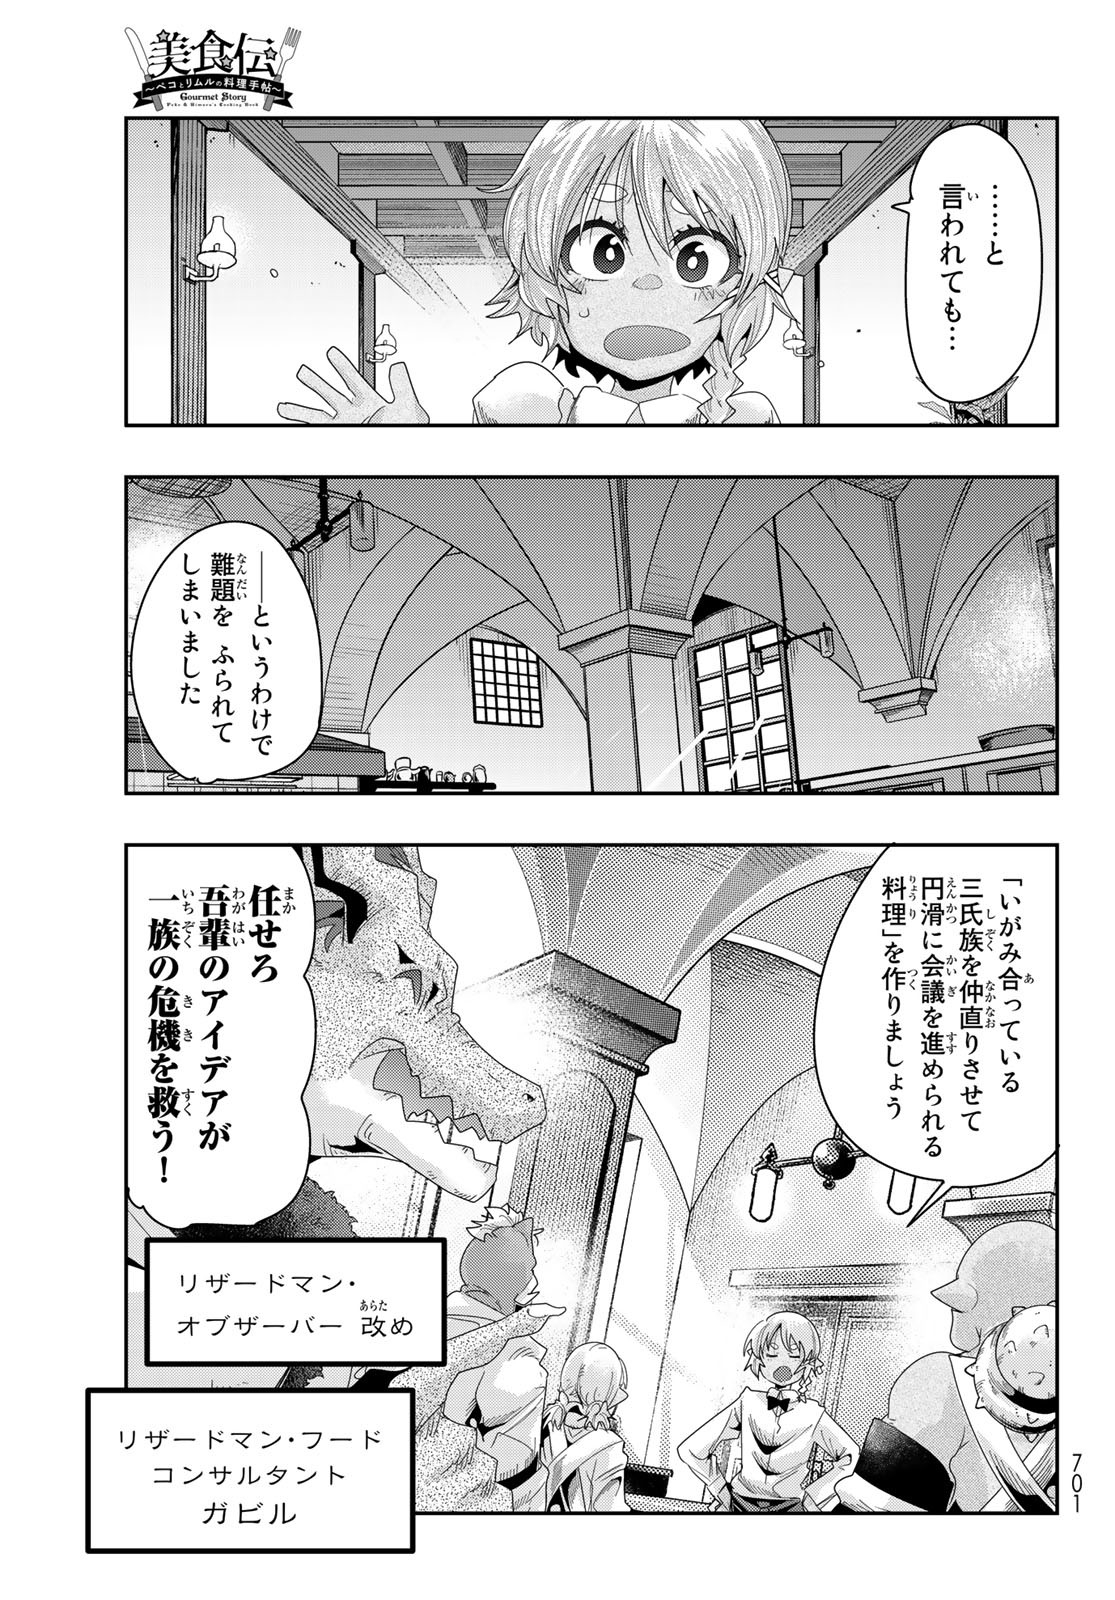 美食伝
～ペコとリムルの料理手帖～
Gourmet Story
Peko & Rimuru's Cooking Book
……と
言われても…
――というわけで
難題を ふられて
しまいました
「いがみ合っている
三氏族を仲直りさせて
円滑に会議を進められる
料理」を作りましょう
任せろ
吾輩のアイデアが
一族の危機を救う！
リザードマン・
オブザーバー 改め
リザードマン・フード
コンサルタント
ガビル
701